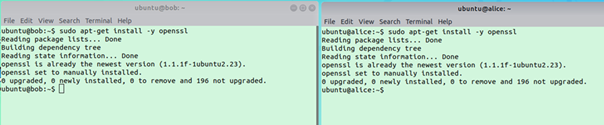 ubuntu@bob: ~
File Edit View Search Terminal Help
ubuntu@bob:~$ sudo apt-get install -y openssl
Reading package lists... Done
Building dependency tree
Reading state information... Done
openssl is already the newest version (1.1.1f-1ubuntu2.23).
openssl set to manually installed.
0 upgraded, 0 newly installed, 0 to remove and 196 not upgraded.
ubuntu@bob:~$
ubuntu@alice: ~
File Edit View Search Terminal Help
ubuntu@alice:~$ sudo apt-get install -y openssl
Reading package lists... Done
Building dependency tree
Reading state information... Done
openssl is already the newest version (1.1.1f-1ubuntu2.23).
openssl set to manually installed.
0 upgraded, 0 newly installed, 0 to remove and 196 not upgraded.
ubuntu@alice:~$